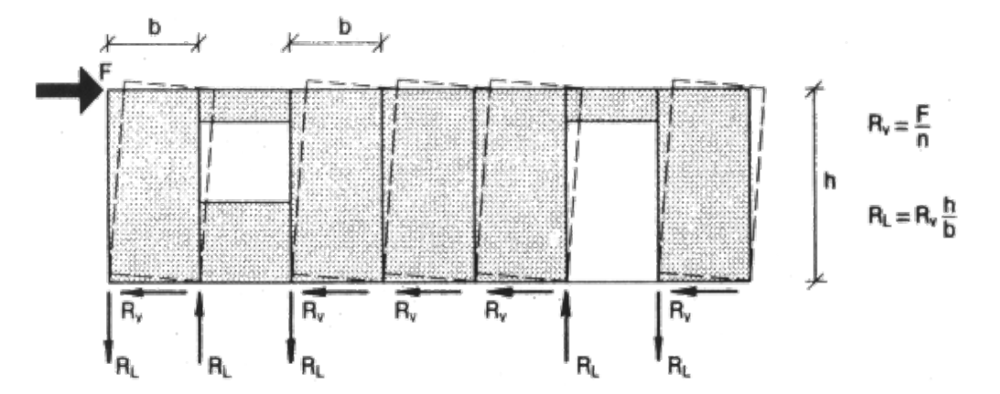 b b
F
R_v = F/n
h
R_L = R_v h/b
R_v R_v R_v R_v R_v
R_L R_L R_L R_L R_L